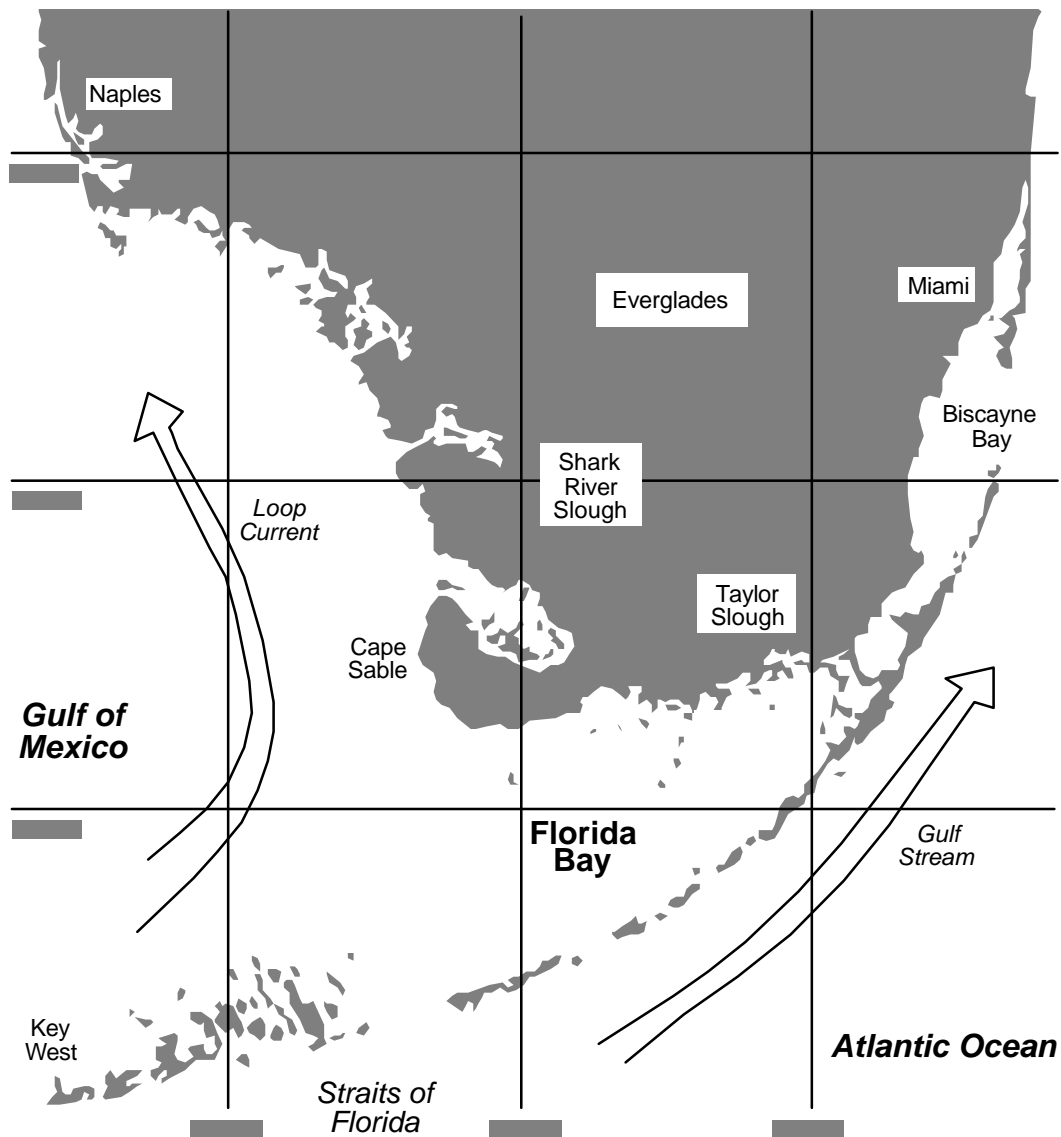 Naples
Everglades
Miami
Biscayne
Bay
Shark
River
Slough
Loop
Current
Taylor
Slough
Cape
Sable
Gulf of
Mexico
Florida
Bay
Gulf
Stream
Key
West
Atlantic Ocean
Straits of
Florida